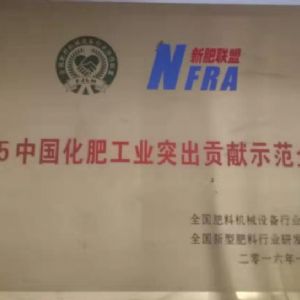 新肥联盟
NFRA
5中国化肥工业突出贡献示范
全国肥料机械设备行业
全国新型肥料行业研发
二零一六年一